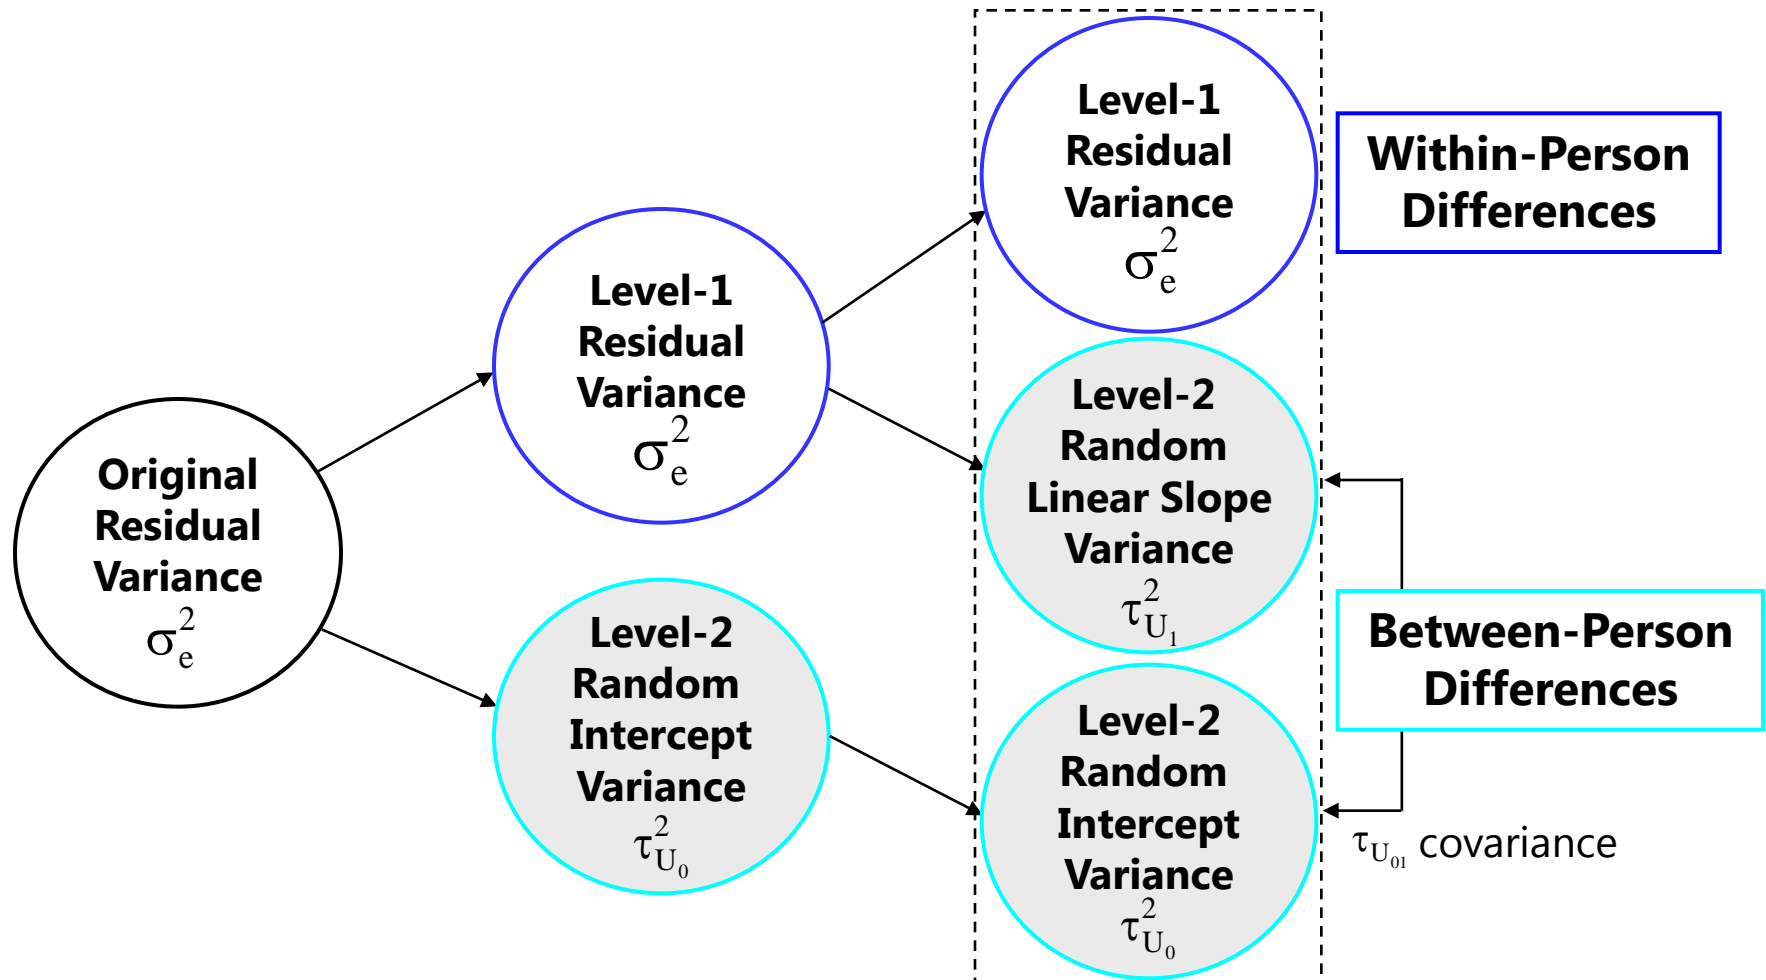 Original
Residual
Variance
σ²ₑ
Level-1
Residual
Variance
σ²ₑ
Level-2
Random
Intercept
Variance
τ²U₀
Level-1
Residual
Variance
σ²ₑ
Level-2
Random
Linear Slope
Variance
τ²U₁
Level-2
Random
Intercept
Variance
τ²U₀
Within-Person
Differences
Between-Person
Differences
τU₀₁ covariance